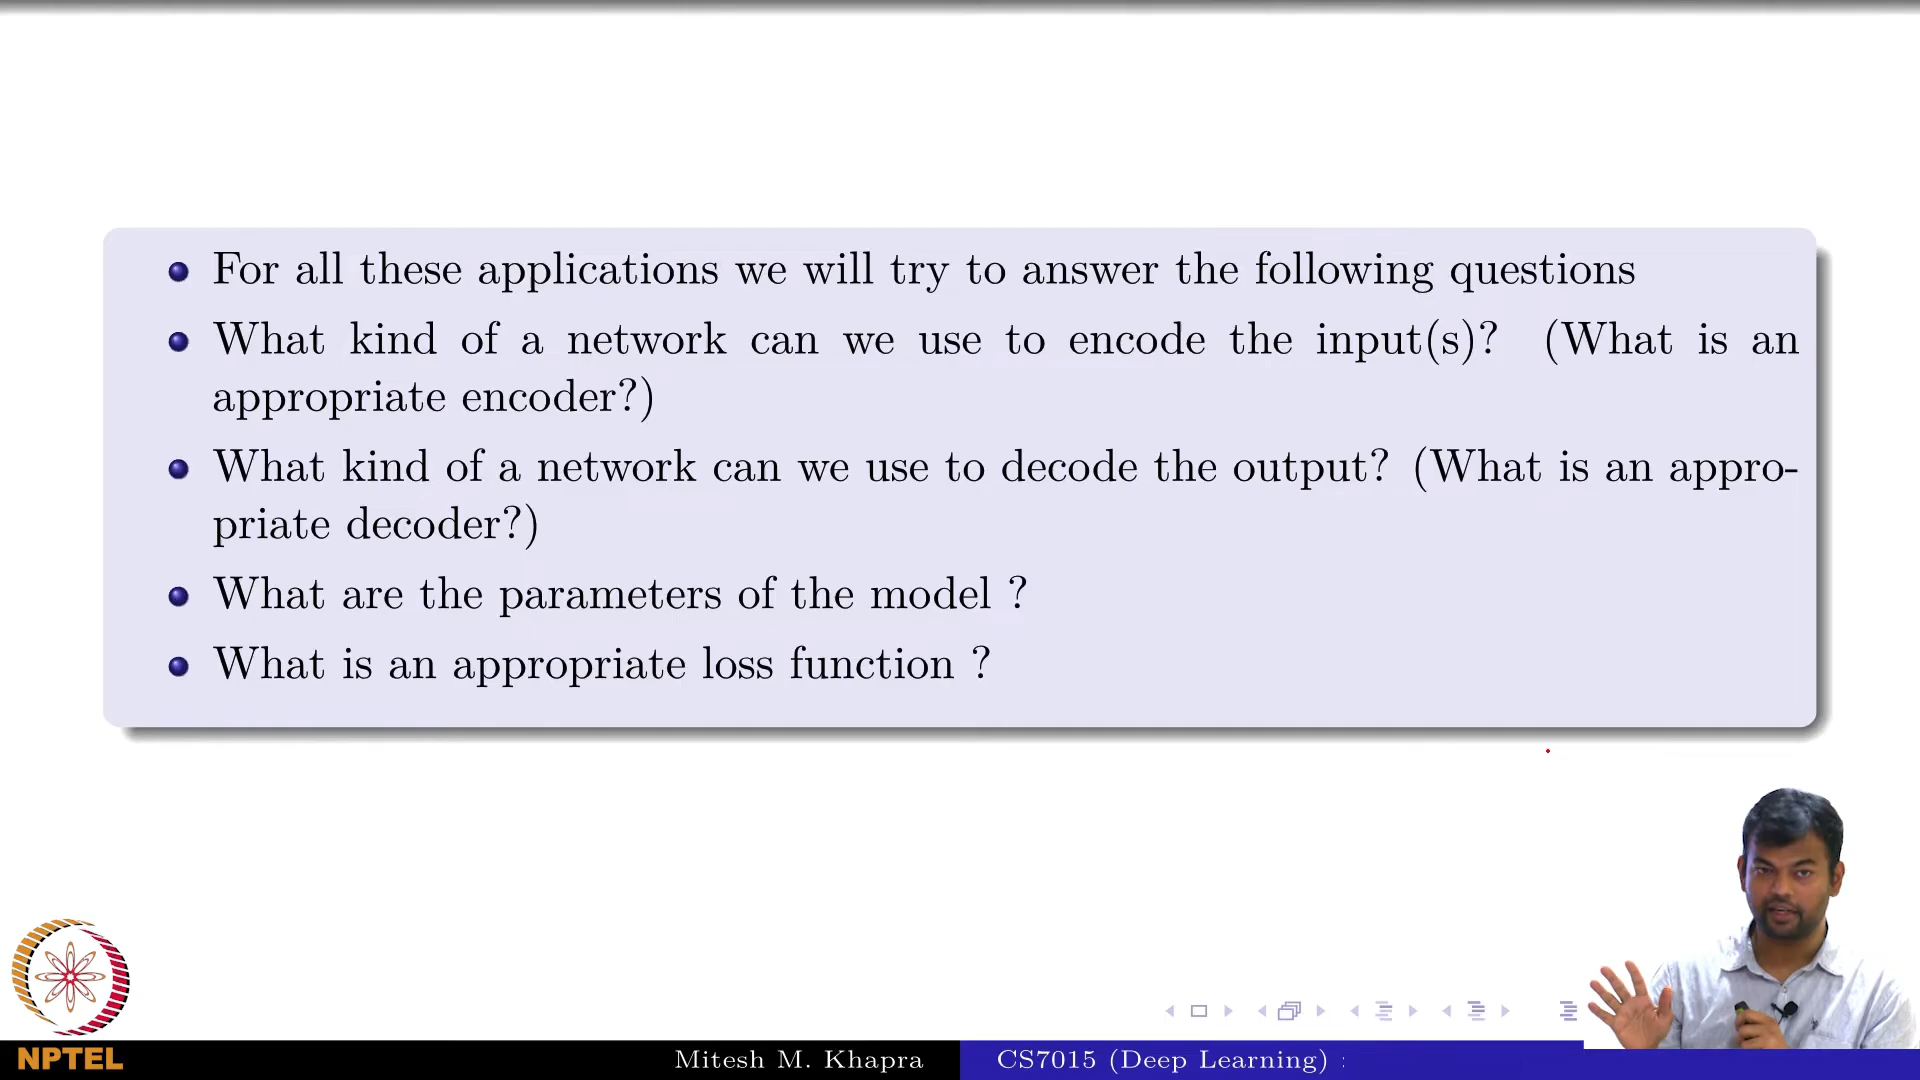 For all these applications we will try to answer the following questions
What kind of a network can we use to encode the input(s)? (What is an
appropriate encoder?)
What kind of a network can we use to decode the output? (What is an appro-
priate decoder?)
What are the parameters of the model ?
What is an appropriate loss function ?
NPTEL
Mitesh M. Khapra
CS7015 (Deep Learning) :